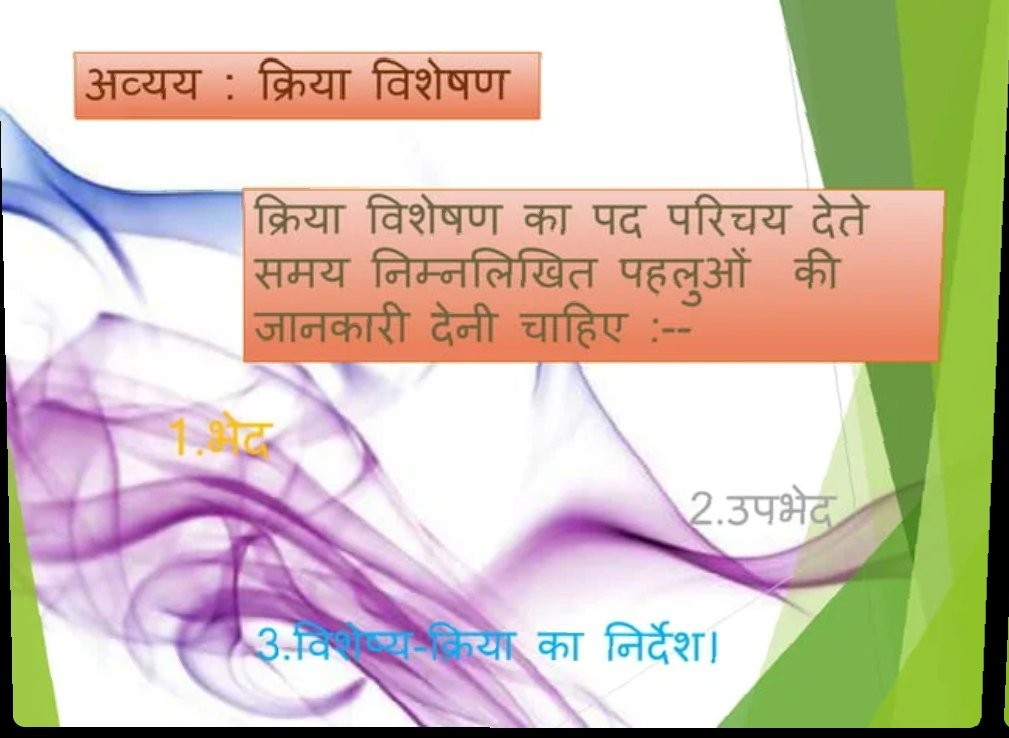 अव्यय : क्रिया विशेषण
क्रिया विशेषण का पद परिचय देते
समय निम्नलिखित पहलुओं की
जानकारी देनी चाहिए :--
1.भेद
2.उपभेद
3.विशेष्य-क्रिया का निर्देश।